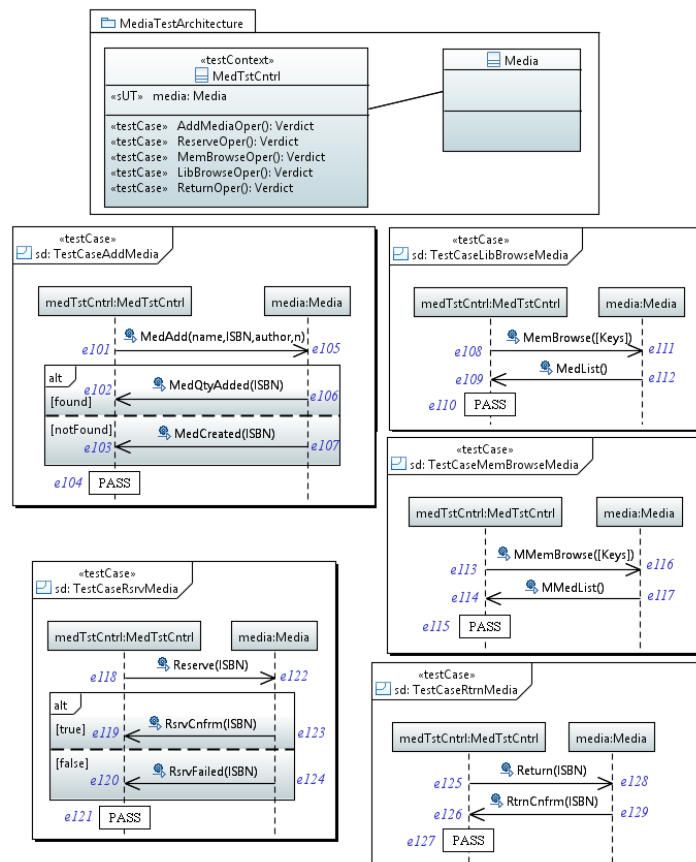 MediaTestArchitecture
«testContext»
MedTstCntrl
«sUT» media: Media
«testCase» AddMediaOper(): Verdict
«testCase» ReserveOper(): Verdict
«testCase» MemBrowseOper(): Verdict
«testCase» LibBrowseOper(): Verdict
«testCase» ReturnOper(): Verdict
Media
«testCase»
sd: TestCaseAddMedia
medTstCntrl:MedTstCntrl
media:Media
MedAdd(name,ISBN,author,n)
e101
e105
alt
e102
MedQtyAdded(ISBN)
e106
[found]
[notFound]
MedCreated(ISBN)
e103
e107
e104
PASS
«testCase»
sd: TestCaseLibBrowseMedia
medTstCntrl:MedTstCntrl
media:Media
MemBrowse([Keys])
e108
e111
MedList()
e109
e112
e110
PASS
«testCase»
sd: TestCaseMemBrowseMedia
medTstCntrl:MedTstCntrl
media:Media
MMemBrowse([Keys])
e113
e116
MMedList()
e114
e117
e115
PASS
«testCase»
sd: TestCaseRsrvMedia
medTstCntrl:MedTstCntrl
media:Media
Reserve(ISBN)
e118
e122
alt
RsrvCnfrm(ISBN)
[true]
e119
e123
[false]
RsrvFailed(ISBN)
e120
e124
e121
PASS
«testCase»
sd: TestCaseRtrnMedia
medTstCntrl:MedTstCntrl
media:Media
Return(ISBN)
e125
e128
RtrnCnfrm(ISBN)
e126
e129
e127
PASS